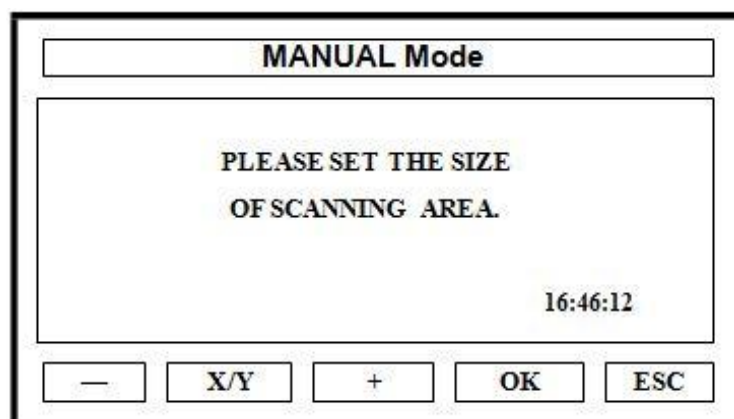 MANUAL Mode
PLEASE SET THE SIZE
OF SCANNING AREA.
16:46:12
— X/Y + OK ESC